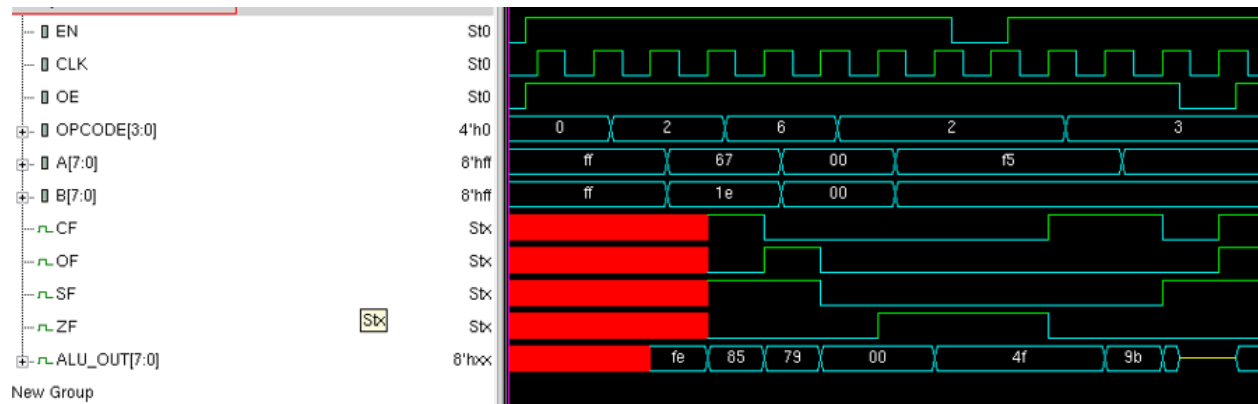 EN St0
CLK St0
OE St0
OPCODE[3:0] 4'h0 0 2 6 2 3
A[7:0] 8'hff ff 67 00 f5
B[7:0] 8'hff ff 1e 00
CF Stx
OF Stx
SF Stx
ZF Stx Stx
ALU_OUT[7:0] 8'hxx fe 85 79 00 4f 9b
New Group